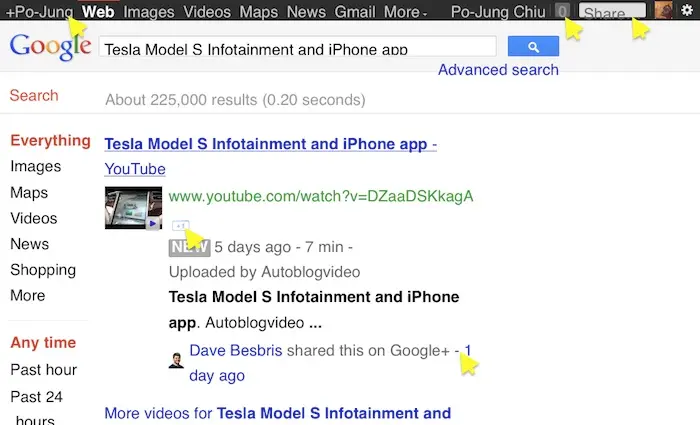 +Po-Jung Web Images Videos Maps News Gmail More Po-Jung Chiu 0 Share...
Google Tesla Model S Infotainment and iPhone app
Advanced search
Search About 225,000 results (0.20 seconds)
Everything
Images
Maps
Videos
News
Shopping
More
Any time
Past hour
Past 24
hours
Tesla Model S Infotainment and iPhone app -
YouTube
www.youtube.com/watch?v=DZaaDSKkagA
+1
NEW 5 days ago - 7 min -
Uploaded by Autoblogvideo
Tesla Model S Infotainment and iPhone
app. Autoblogvideo ...
Dave Besbris shared this on Google+ - 1
day ago
More videos for Tesla Model S Infotainment and